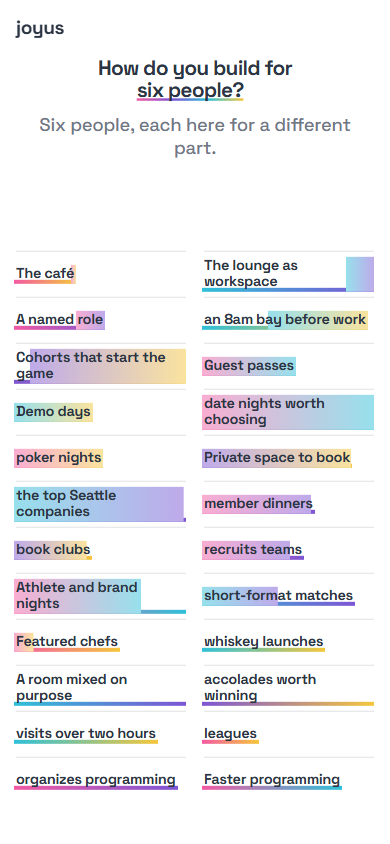 joyus
How do you build for
six people?
Six people, each here for a different
part.
The café
The lounge as
workspace
A named role
an 8am bay before work
Cohorts that start the
game
Guest passes
Demo days
date nights worth
choosing
poker nights
Private space to book
the top Seattle
companies
member dinners
book clubs
recruits teams
Athlete and brand
nights
short-format matches
Featured chefs
whiskey launches
A room mixed on
purpose
accolades worth
winning
visits over two hours
leagues
organizes programming
Faster programming